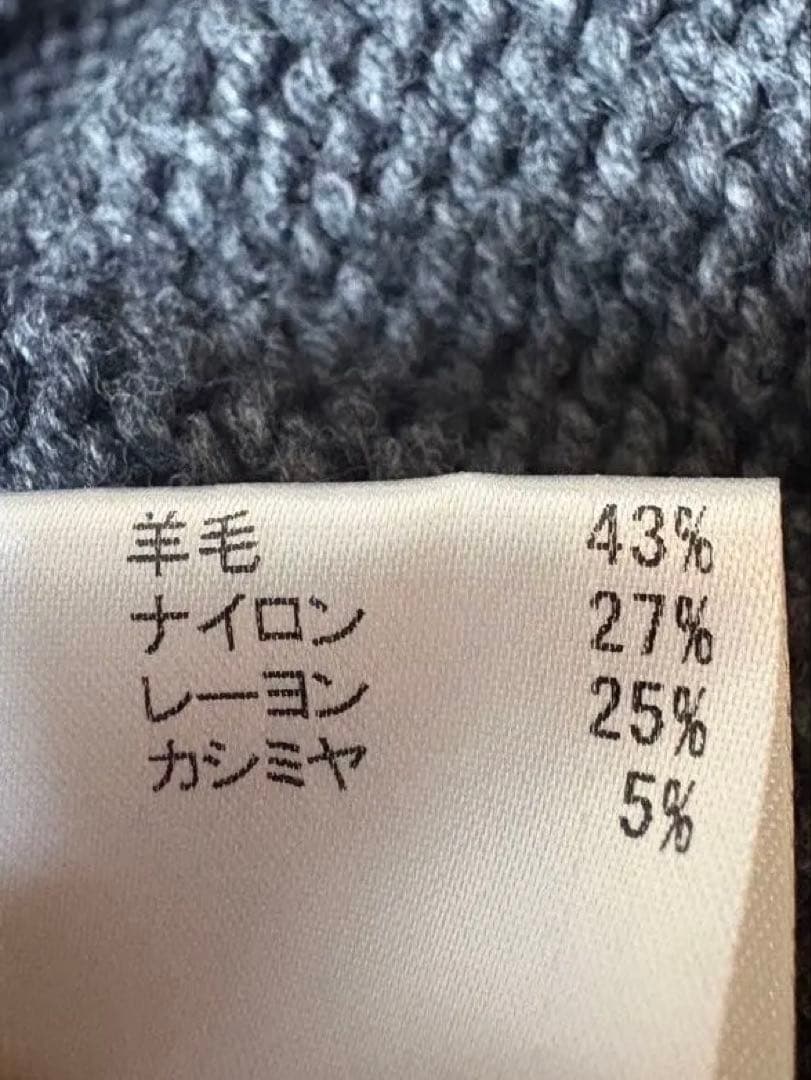 羊毛 43%
ナイロン 27%
レーヨン 25%
カシミヤ 5%